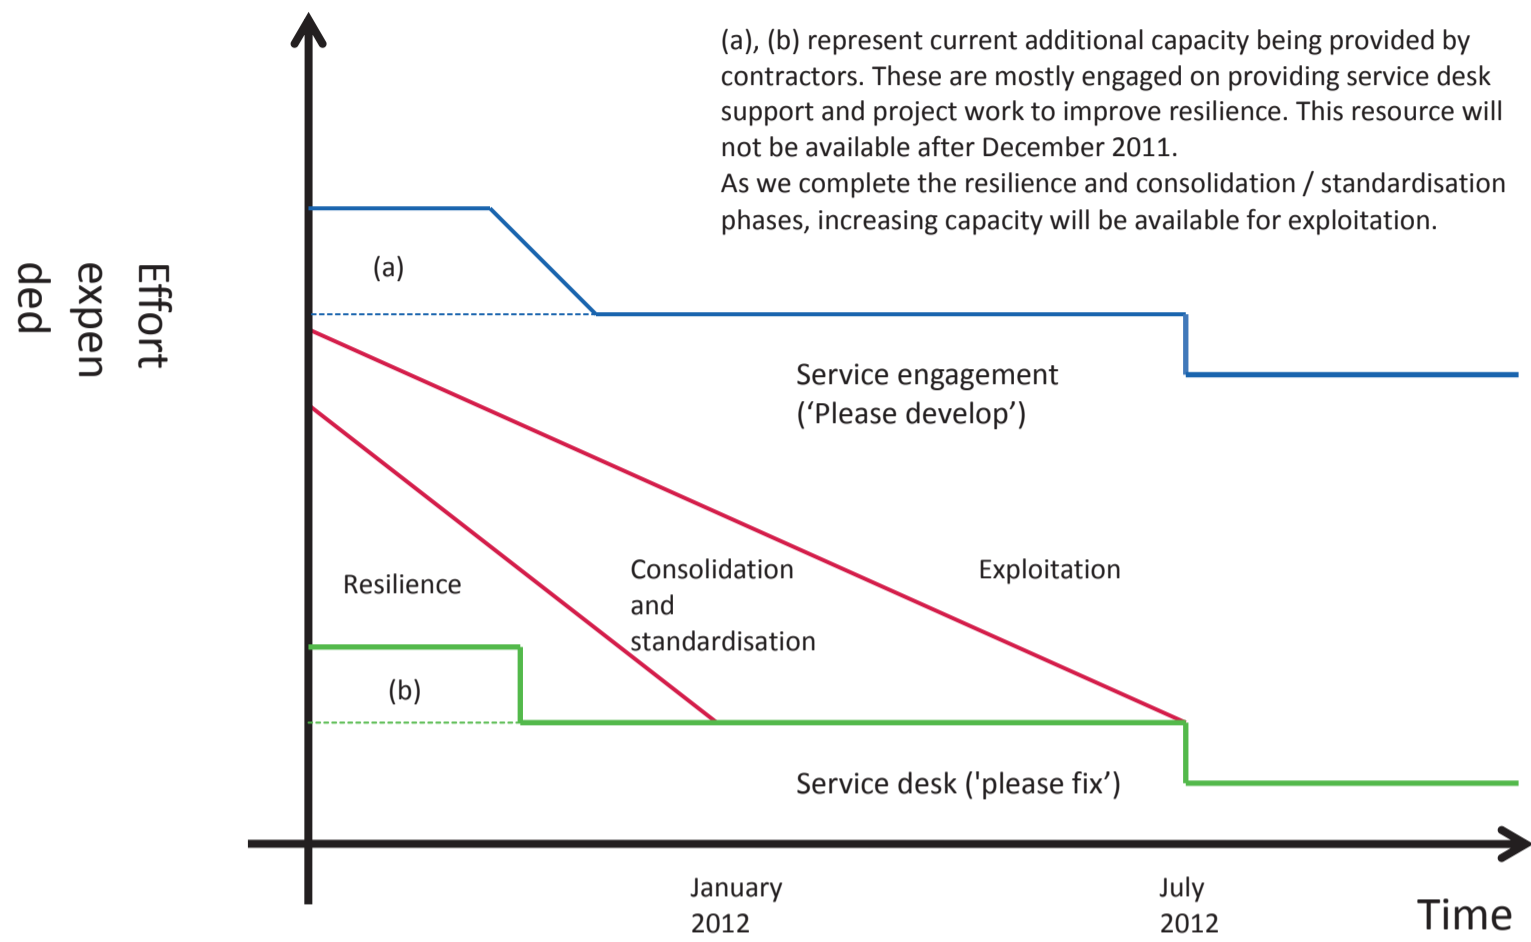 (a), (b) represent current additional capacity being provided by
contractors. These are mostly engaged on providing service desk
support and project work to improve resilience. This resource will
not be available after December 2011.
As we complete the resilience and consolidation / standardisation
phases, increasing capacity will be available for exploitation.
Effort
expen
ded
(a)
Service engagement
(‘Please develop’)
Resilience
Consolidation
and
standardisation
Exploitation
(b)
Service desk ('please fix’)
January
2012
July
2012
Time